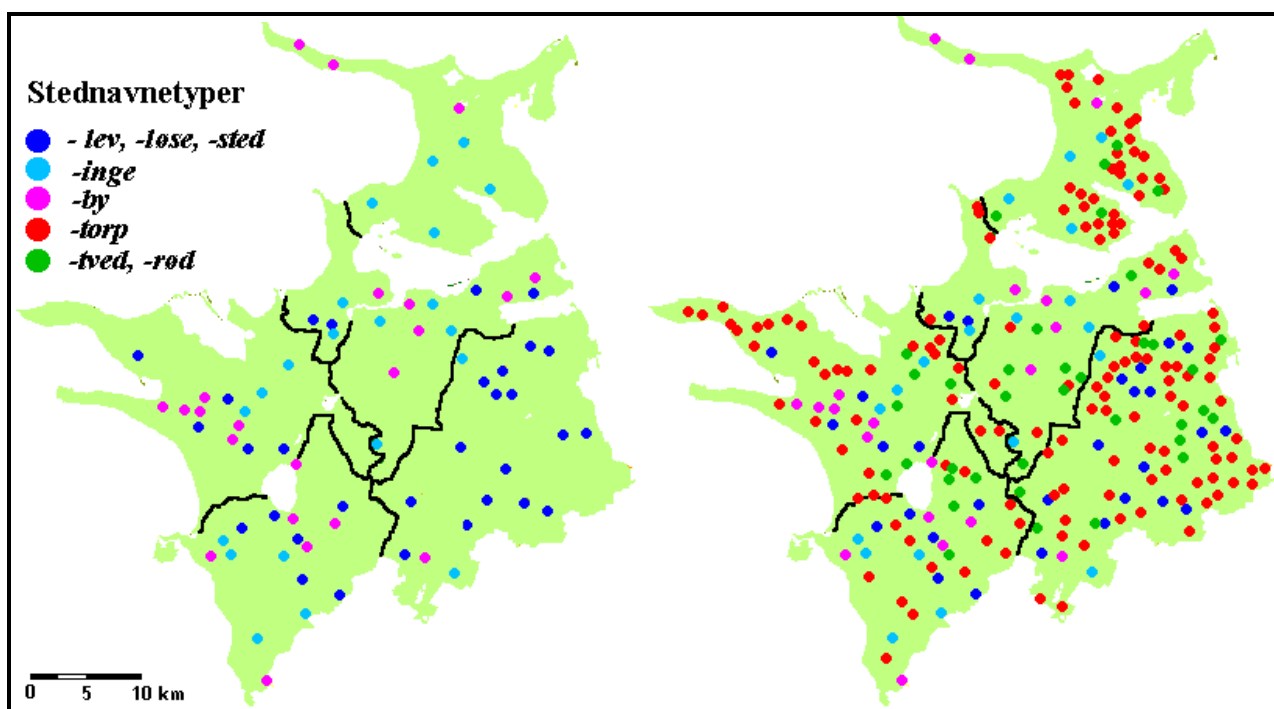 Stednavnetyper
- lev, -løse, -sted
-inge
-by
-torp
-tved, -rød
0 5 10 km